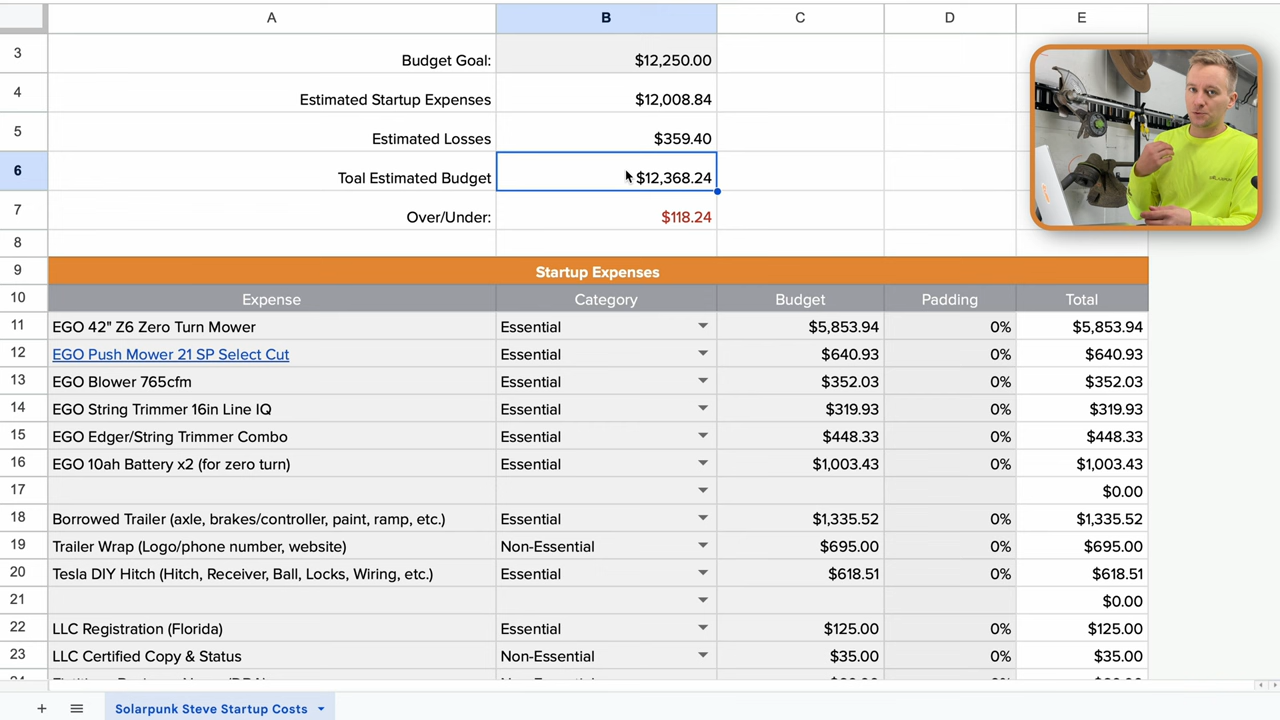 A B C D E
3 Budget Goal: $12,250.00
4 Estimated Startup Expenses $12,008.84
5 Estimated Losses $359.40
6 Toal Estimated Budget $12,368.24
7 Over/Under: $118.24
8
9 Startup Expenses
10 Expense Category Budget Padding Total
11 EGO 42" Z6 Zero Turn Mower Essential $5,853.94 0% $5,853.94
12 EGO Push Mower 21 SP Select Cut Essential $640.93 0% $640.93
13 EGO Blower 765cfm Essential $352.03 0% $352.03
14 EGO String Trimmer 16in Line IQ Essential $319.93 0% $319.93
15 EGO Edger/String Trimmer Combo Essential $448.33 0% $448.33
16 EGO 10ah Battery x2 (for zero turn) Essential $1,003.43 0% $1,003.43
17 $0.00
18 Borrowed Trailer (axle, brakes/controller, paint, ramp, etc.) Essential $1,335.52 0% $1,335.52
19 Trailer Wrap (Logo/phone number, website) Non-Essential $695.00 0% $695.00
20 Tesla DIY Hitch (Hitch, Receiver, Ball, Locks, Wiring, etc.) Essential $618.51 0% $618.51
21 $0.00
22 LLC Registration (Florida) Essential $125.00 0% $125.00
23 LLC Certified Copy & Status Non-Essential $35.00 0% $35.00
Solarpunk Steve Startup Costs